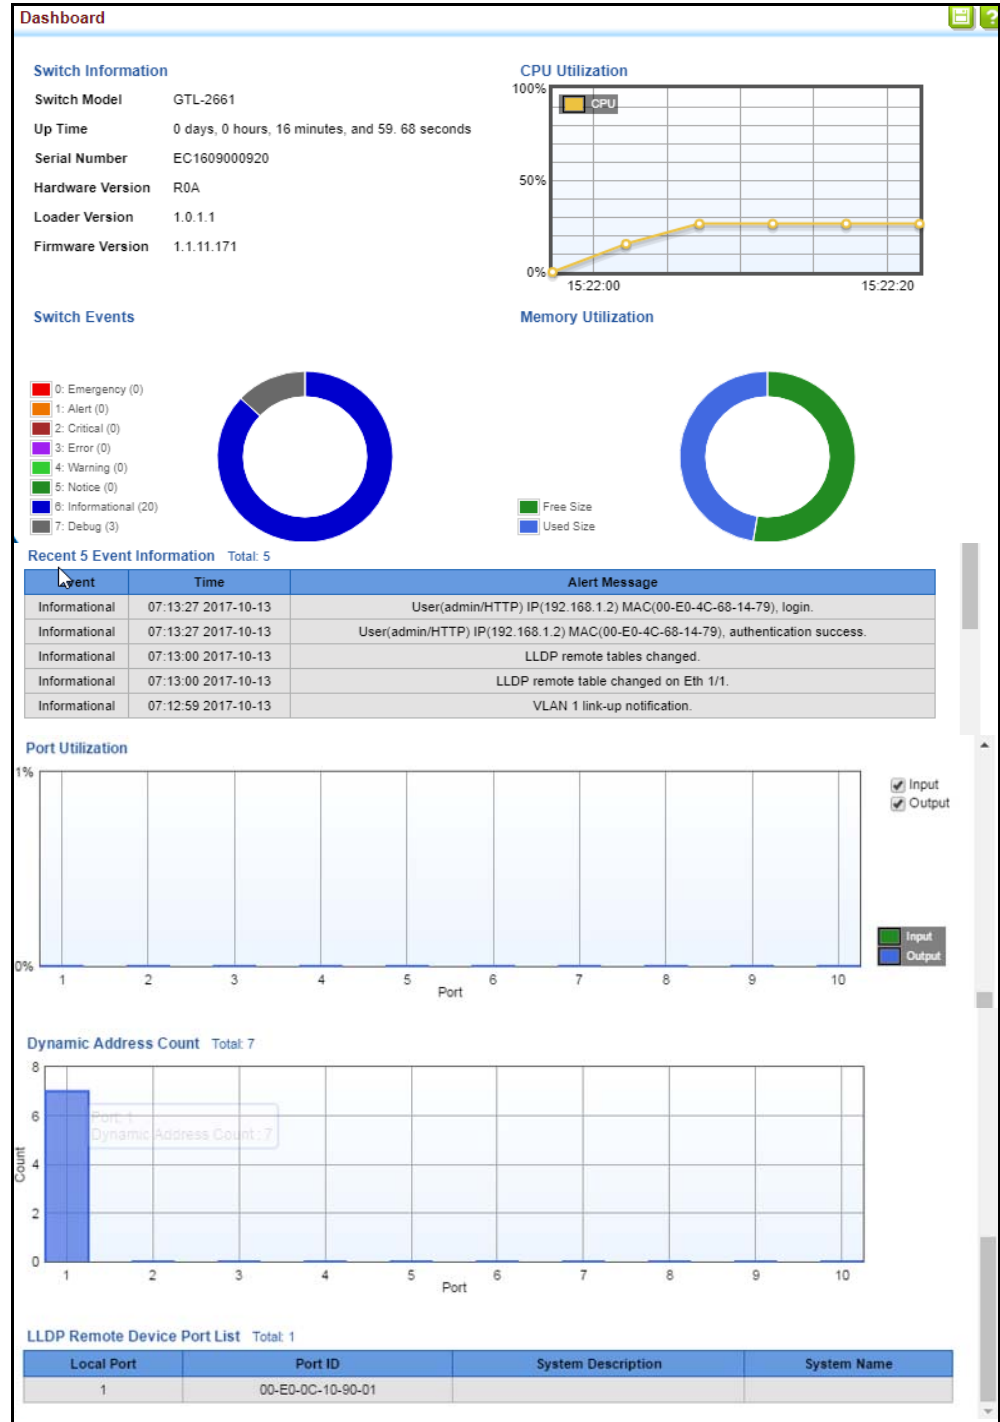 Dashboard
?
Switch Information
Switch Model GTL-2661
Up Time 0 days, 0 hours, 16 minutes, and 59. 68 seconds
Serial Number EC1609000920
Hardware Version R0A
Loader Version 1.0.1.1
Firmware Version 1.1.11.171
CPU Utilization
100%
CPU
50%
0%
15:22:00 15:22:20
Switch Events
0: Emergency (0)
1: Alert (0)
2: Critical (0)
3: Error (0)
4: Warning (0)
5: Notice (0)
6: Informational (20)
7: Debug (3)
Memory Utilization
Free Size
Used Size
Recent 5 Event Information Total: 5
Event Time Alert Message
Informational 07:13:27 2017-10-13 User(admin/HTTP) IP(192.168.1.2) MAC(00-E0-4C-68-14-79), login.
Informational 07:13:27 2017-10-13 User(admin/HTTP) IP(192.168.1.2) MAC(00-E0-4C-68-14-79), authentication success.
Informational 07:13:00 2017-10-13 LLDP remote tables changed.
Informational 07:13:00 2017-10-13 LLDP remote table changed on Eth 1/1.
Informational 07:12:59 2017-10-13 VLAN 1 link-up notification.
Port Utilization
1%
Input
Output
Input
Output
0%
1 2 3 4 5 6 7 8 9 10
Port
Dynamic Address Count Total: 7
8
6
4
2
0
Count
Port: 1
Dynamic Address Count : 7
1 2 3 4 5 6 7 8 9 10
Port
LLDP Remote Device Port List Total: 1
Local Port Port ID System Description System Name
1 00-E0-0C-10-90-01